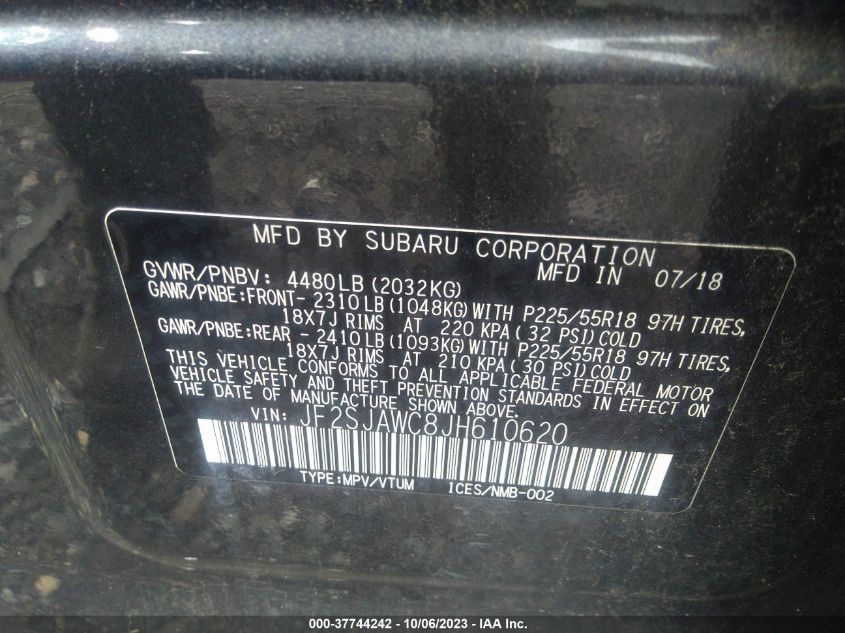 MFD BY SUBARU CORPORATION
MFD IN 07/18
GVWR/PNBV: 4480LB(2032KG)
GAWR/PNBE:FRONT- 2310LB(1048KG)WITH P225/55R18 97H TIRES,
18X7J RIMS AT 220 KPA(32 PSI)COLD
GAWR/PNBE:REAR - 2410LB(1093KG)WITH P225/55R18 97H TIRES,
18X7J RIMS AT 210 KPA(30 PSI)COLD
THIS VEHICLE CONFORMS TO ALL APPLICABLE FEDERAL MOTOR
VEHICLE SAFETY AND THEFT PREVENTION STANDARDS IN EFFECT ON
THE DATE OF MANUFACTURE SHOWN ABOVE.
VIN: JF2SJAWC8JH610620
TYPE:MPV/VTUM ICES/NMB-002
000-37744242 - 10/06/2023 - IAA Inc.